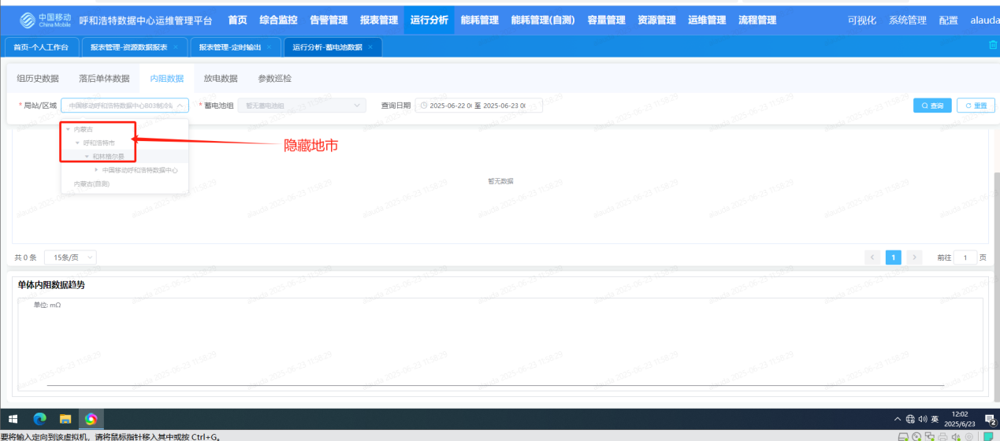 中国移动
China Mobile
呼和浩特数据中心运维管理平台 首页 综合监控 告警管理 报表管理 运行分析 能耗管理 能耗管理(自测) 容量管理 资源管理 运维管理 流程管理 可视化 系统管理 配置 alauda
首页-个人工作台 报表管理-资源数据报表 × 报表管理-定时输出 × 运行分析-蓄电池数据 ×
组历史数据 落后单体数据 内阻数据 放电数据 参数巡检
* 局站/区域 中国移动呼和浩特数据中心B03制冷站 * 蓄电池组 暂无蓄电池组 查询日期 2025-06-22 0 至 2025-06-23 0 查询 重置
内蒙古
呼和浩特市
隐藏地市
和林格尔县
中国移动呼和浩特数据中心
内蒙古(自测)
暂无数据
共 0 条 15条/页 1 前往 1 页
单体内阻数据趋势
单位: mΩ
alauda 2025-06-23 11:58:29
英 12:02
2025/6/23
2
要将输入定向到该虚拟机，请将鼠标指针移入其中或按 Ctrl+G。